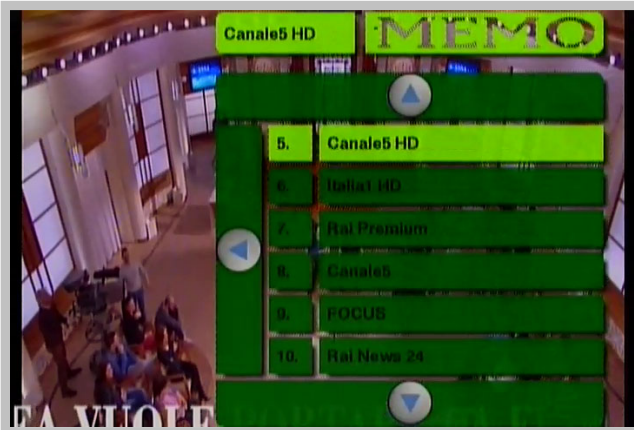 Canale5 HD
MEMO
5. Canale5 HD
6. Italia1 HD
7. Rai Premium
8. Canale5
9. FOCUS
10. Rai News 24
VUOLE